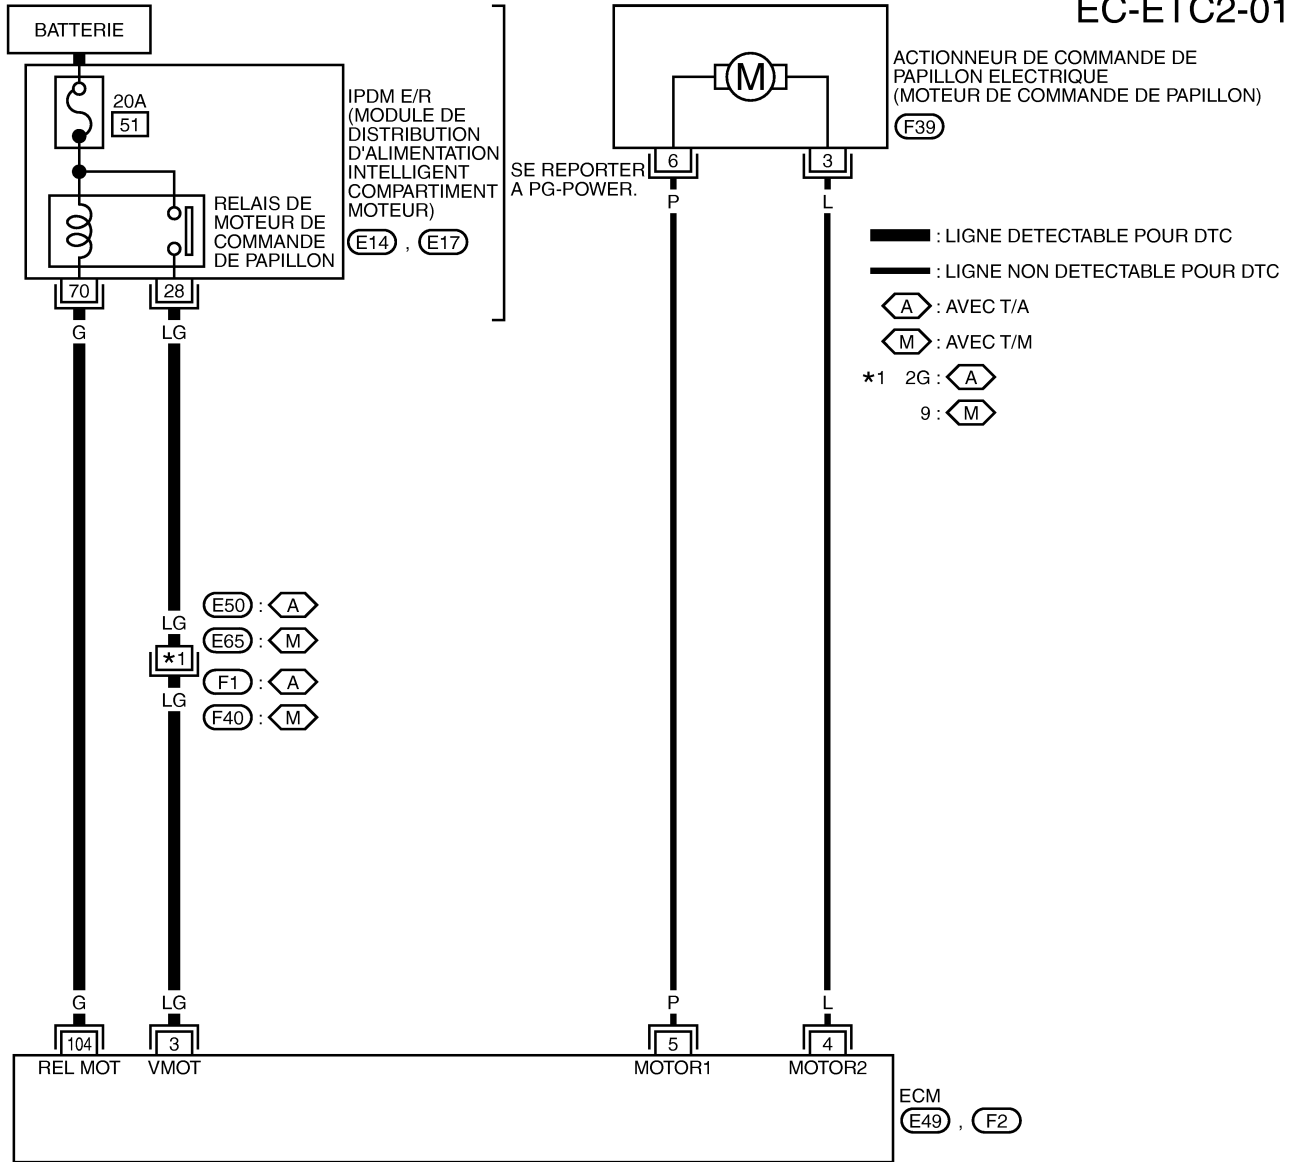 EC-ETC2-01
BATTERIE
20A
51
IPDM E/R
(MODULE DE
DISTRIBUTION
D'ALIMENTATION
INTELLIGENT
COMPARTIMENT
MOTEUR)
E14 , E17
SE REPORTER
A PG-POWER.
RELAIS DE
MOTEUR DE
COMMANDE
DE PAPILLON
70 28
G LG
M
ACTIONNEUR DE COMMANDE DE
PAPILLON ELECTRIQUE
(MOTEUR DE COMMANDE DE PAPILLON)
F39
6 3
P L
: LIGNE DETECTABLE POUR DTC
: LIGNE NON DETECTABLE POUR DTC
A : AVEC T/A
M : AVEC T/M
*1 2G : A
9 : M
E50 : A
LG
E65 : M
*1
F1 : A
LG
F40 : M
G LG P L
104 3 5 4
REL MOT VMOT MOTOR1 MOTOR2
ECM
E49 , F2